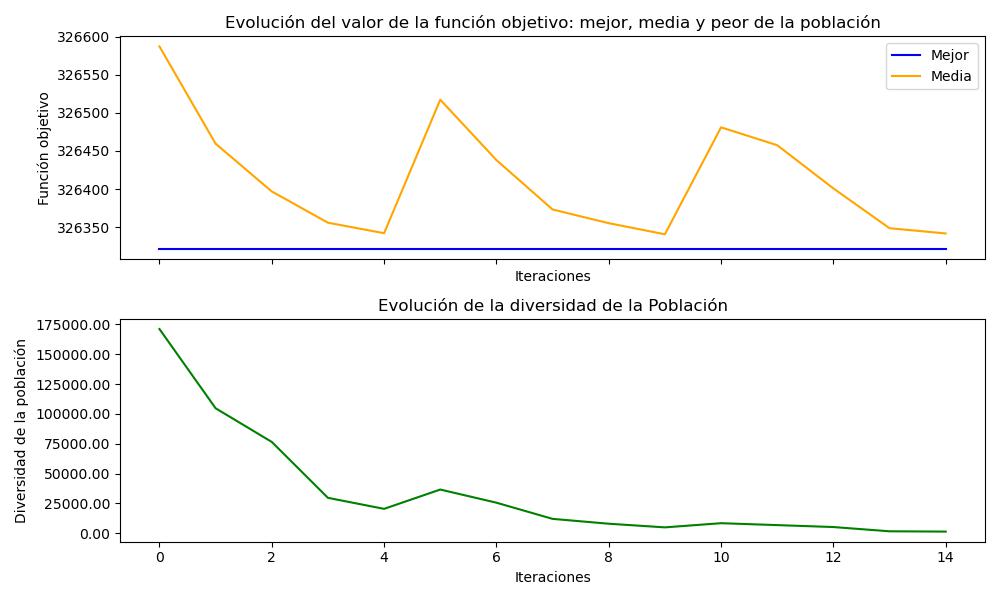 Evolución del valor de la función objetivo: mejor, media y peor de la población
326600
326550
326500
326450
326400
326350
Función objetivo
Mejor
Media
Iteraciones
Evolución de la diversidad de la Población
175000.00
150000.00
125000.00
100000.00
75000.00
50000.00
25000.00
0.00
Diversidad de la población
0 2 4 6 8 10 12 14
Iteraciones